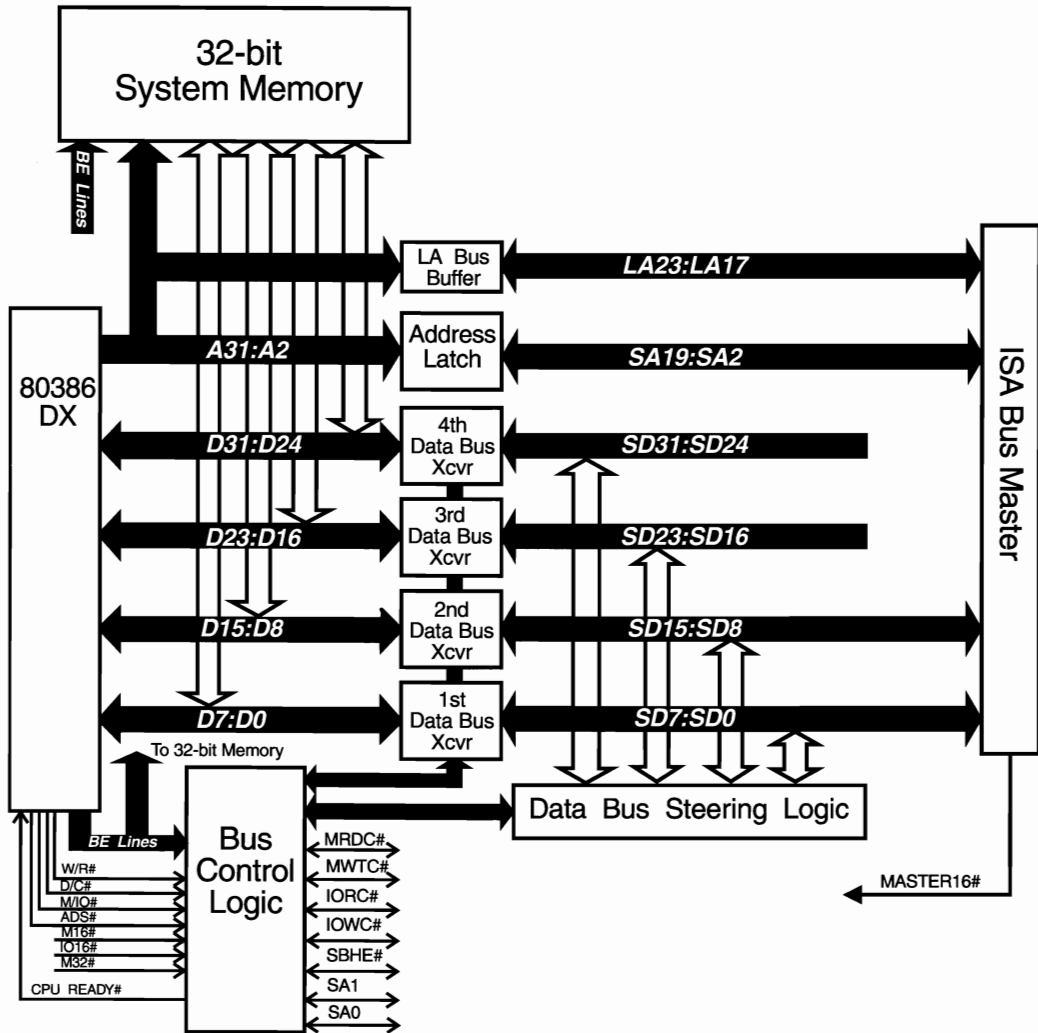 32-bit
System Memory
BE Lines
LA Bus
Buffer
LA23:LA17
A31:A2
Address
Latch
SA19:SA2
80386
DX
ISA Bus Master
D31:D24
4th
Data Bus
Xcvr
SD31:SD24
D23:D16
3rd
Data Bus
Xcvr
SD23:SD16
D15:D8
2nd
Data Bus
Xcvr
SD15:SD8
D7:D0
1st
Data Bus
Xcvr
SD7:SD0
To 32-bit Memory
Data Bus Steering Logic
BE Lines
Bus
Control
Logic
W/R#
D/C#
M/IO#
ADS#
M16#
IO16#
M32#
CPU READY#
MRDC#
MWTC#
IORC#
IOWC#
SBHE#
SA1
SA0
MASTER16#